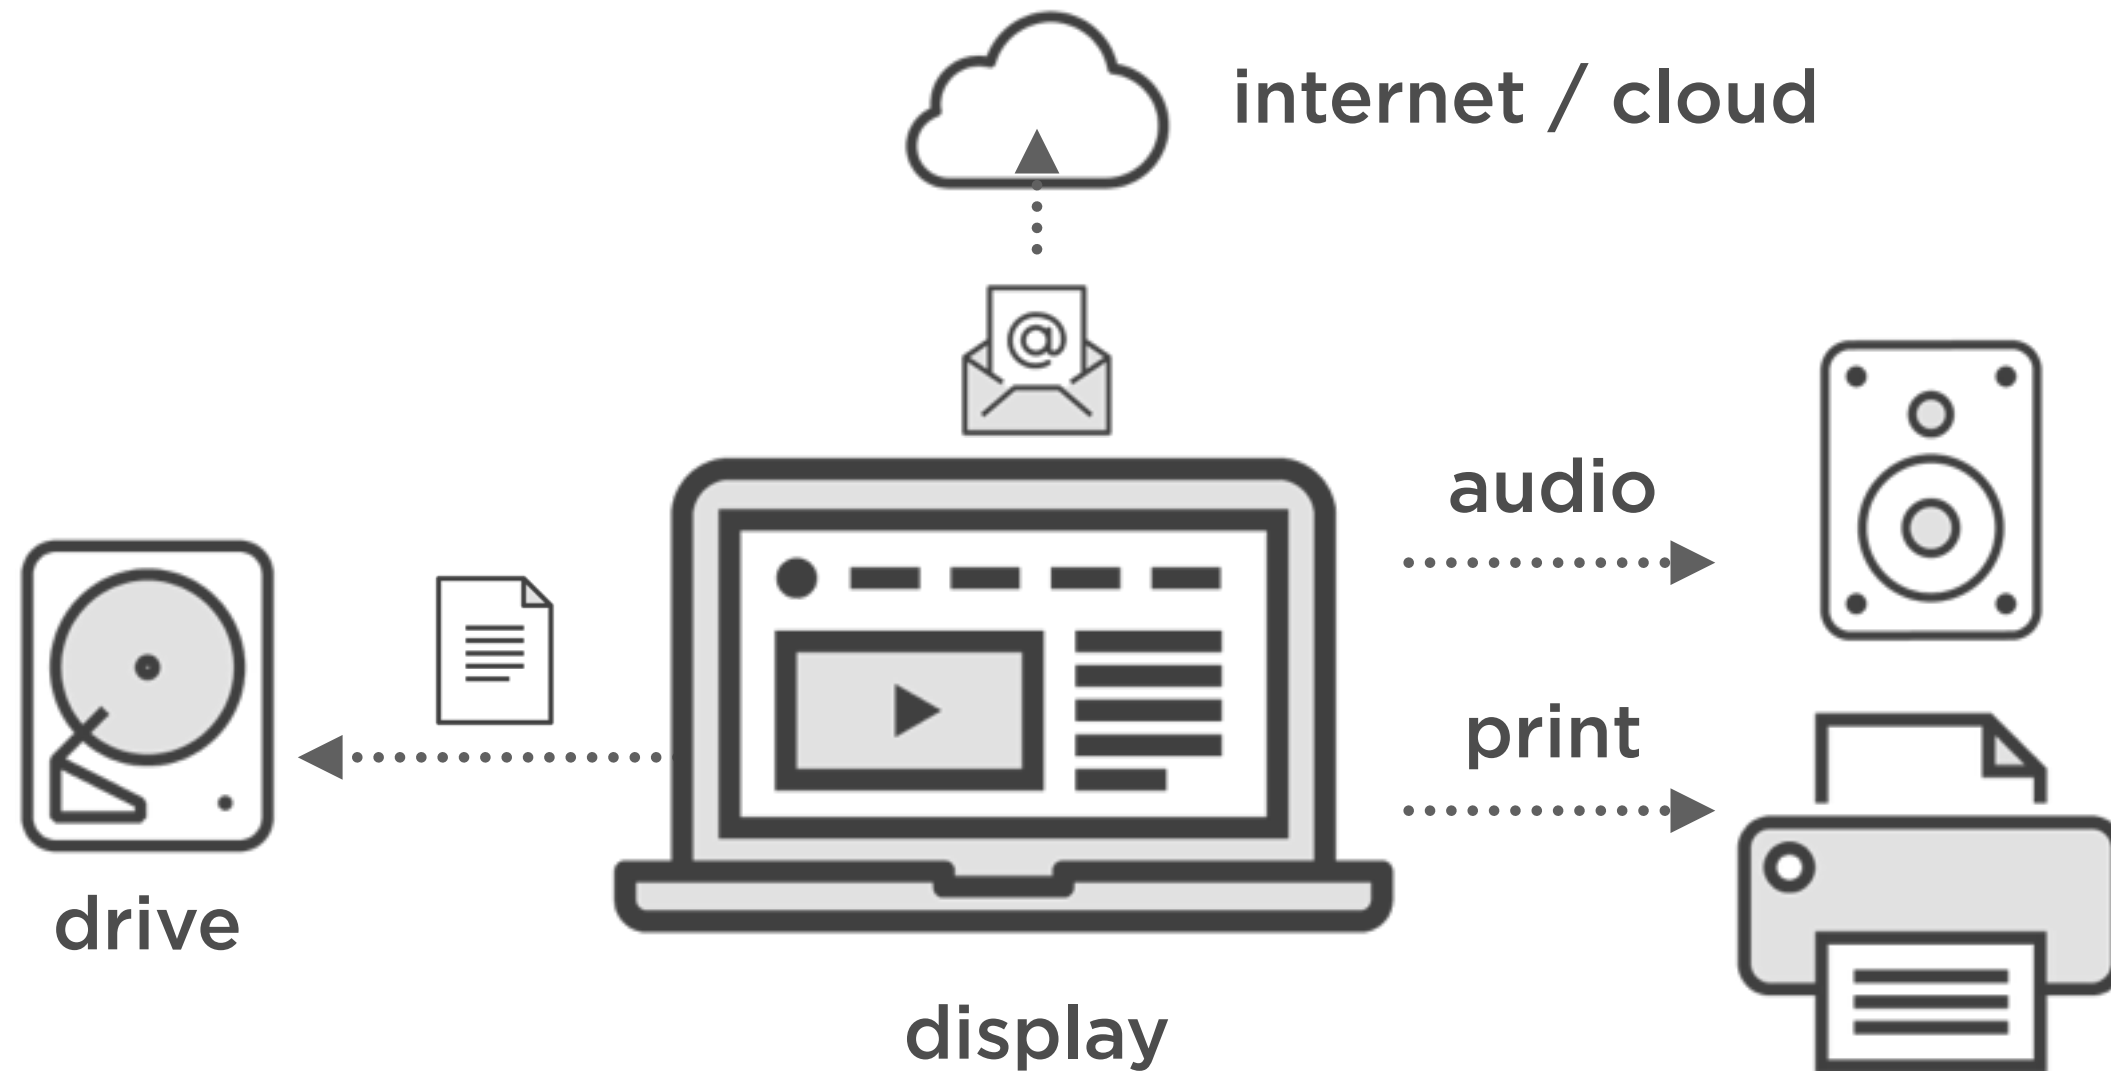 internet / cloud
@
audio
print
drive
display